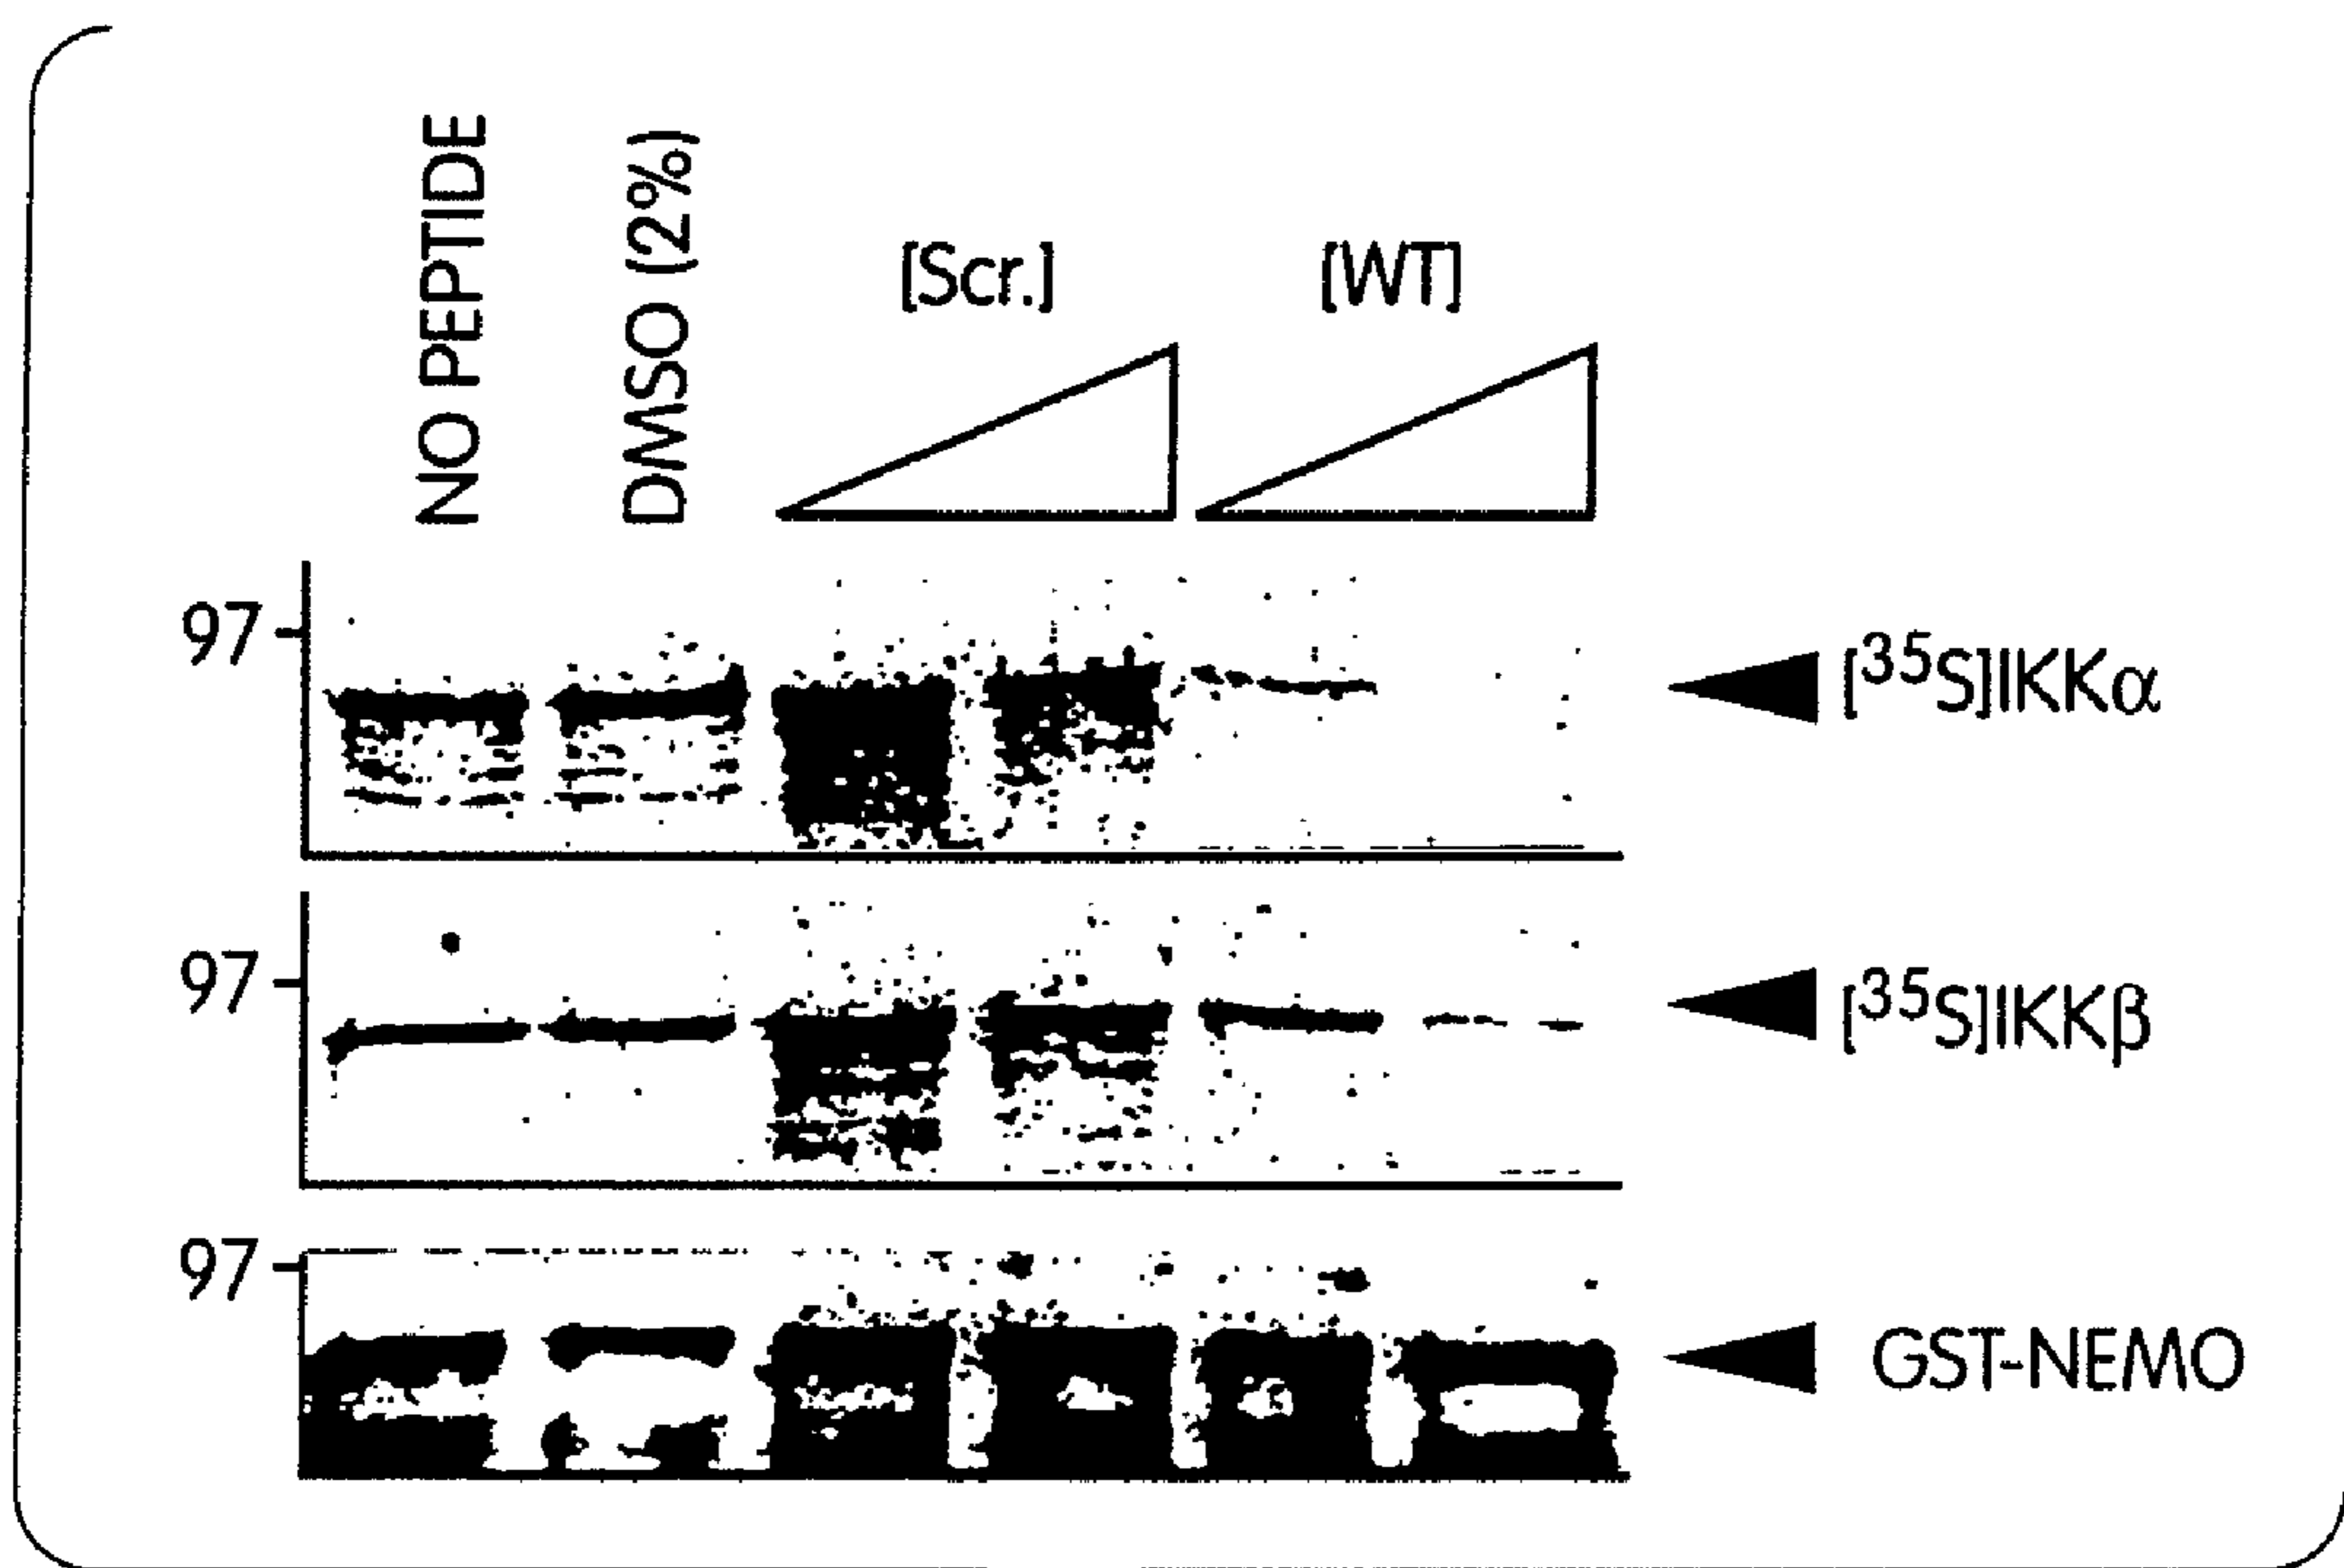 NO PEPTIDE
DMSO (2%)
[Scr.]
[WT]
97
[³⁵S]IKKα
97
[³⁵S]IKKβ
97
GST-NEMO